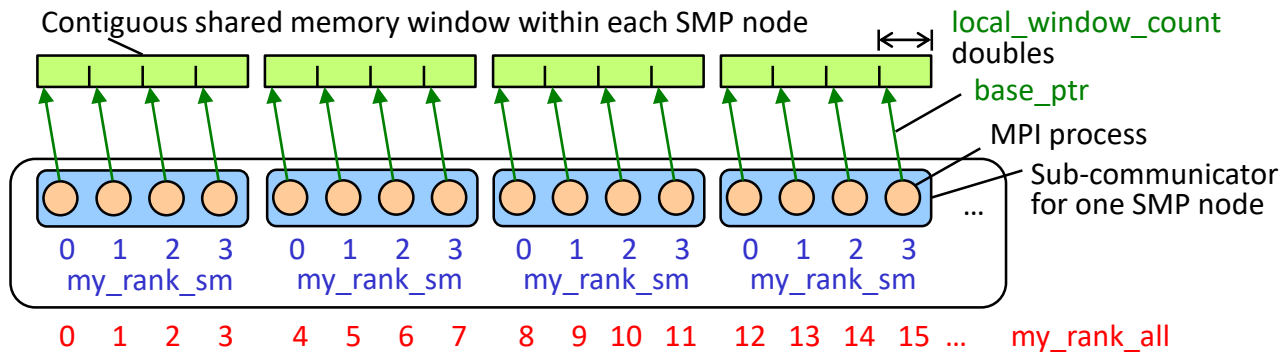 Contiguous shared memory window within each SMP node
local_window_count
doubles
base_ptr
MPI process
Sub-communicator
for one SMP node
...
0 1 2 3 0 1 2 3 0 1 2 3 0 1 2 3
my_rank_sm my_rank_sm my_rank_sm my_rank_sm
0 1 2 3 4 5 6 7 8 9 10 11 12 13 14 15 ... my_rank_all